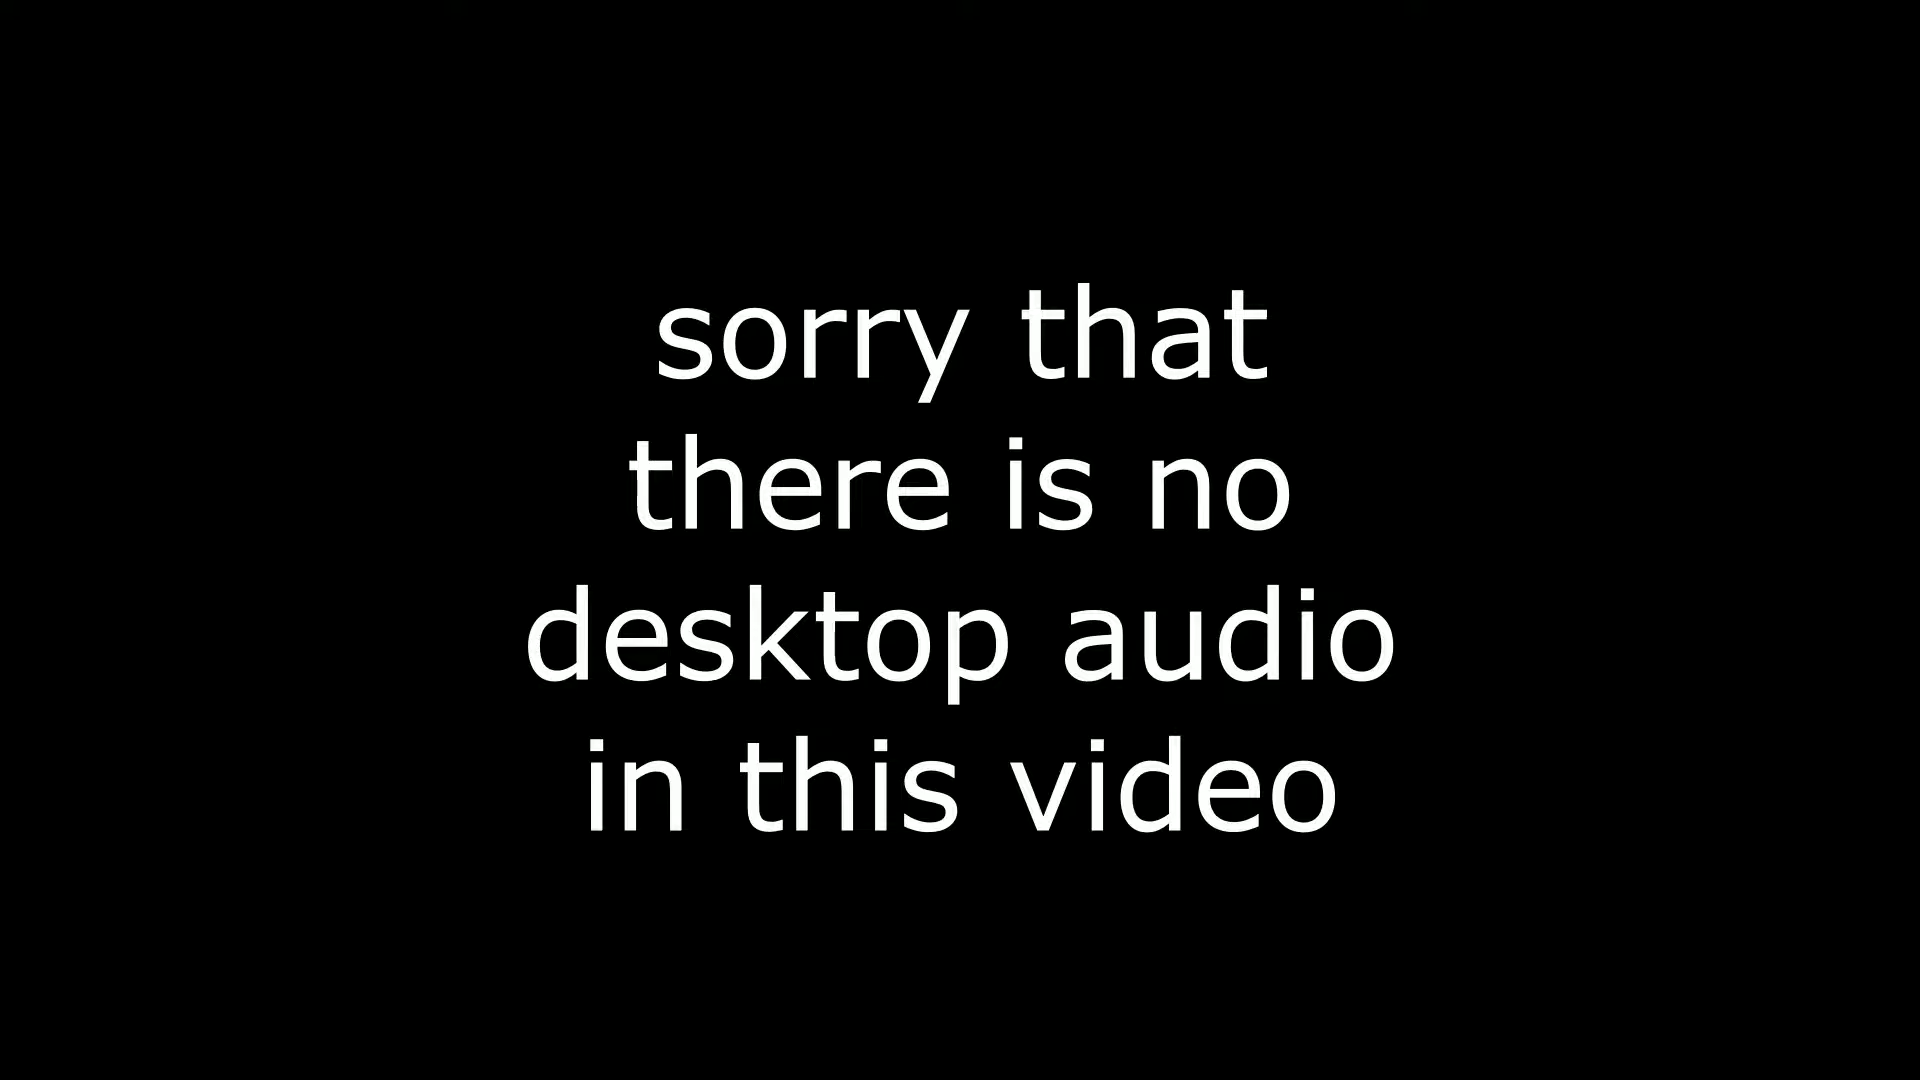 sorry that
there is no
desktop audio
in this video